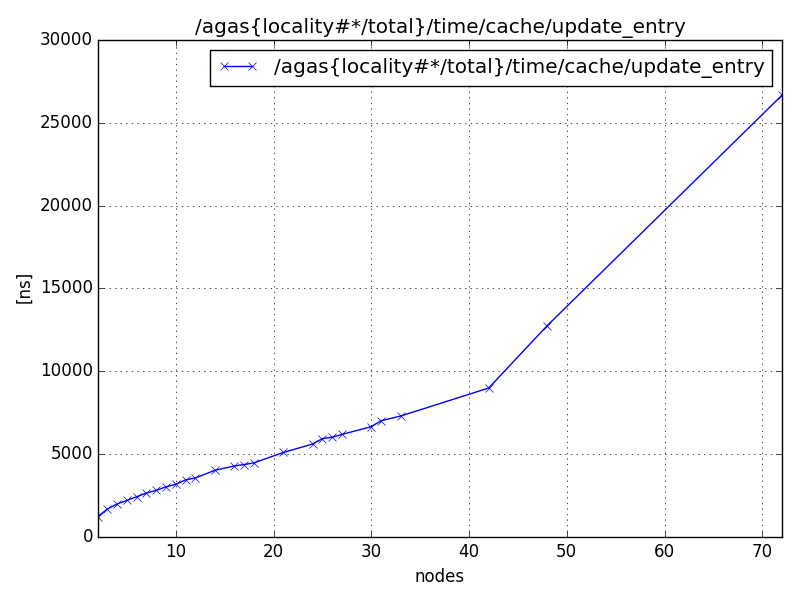 /agas{locality#*/total}/time/cache/update_entry
/agas{locality#*/total}/time/cache/update_entry
30000
25000
20000
15000
10000
5000
0
[ns]
10 20 30 40 50 60 70
nodes